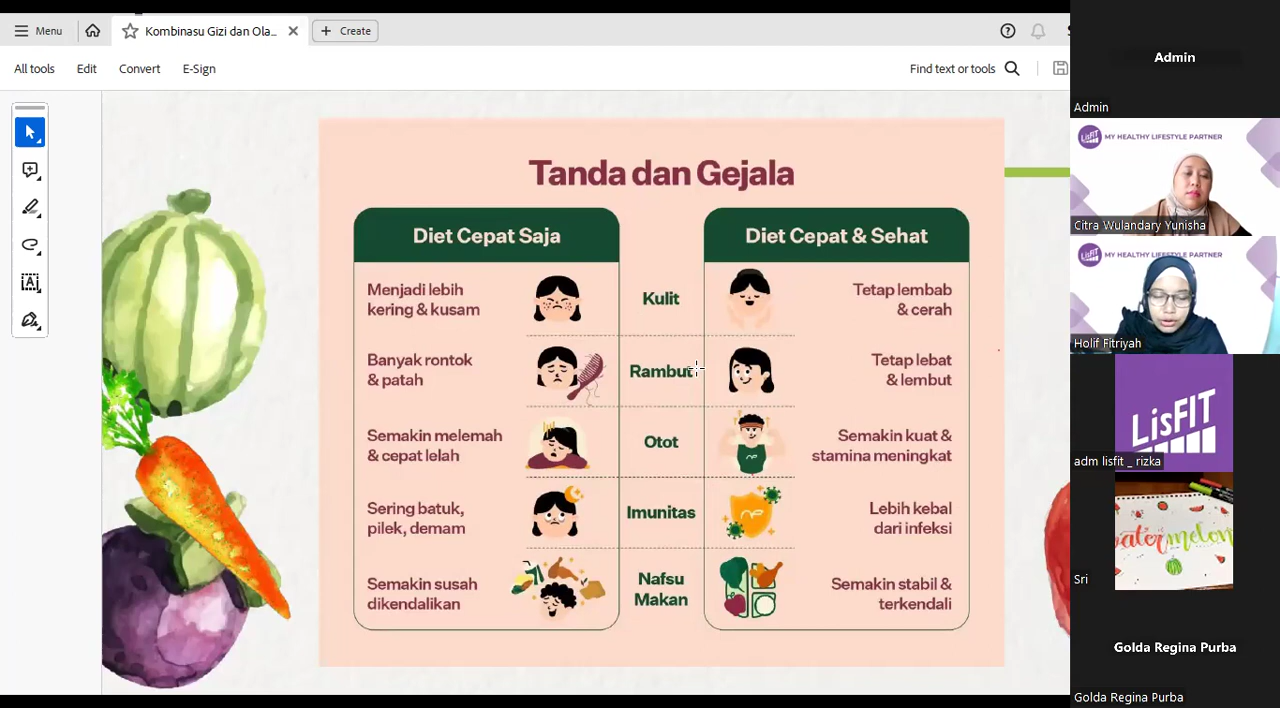 Menu
Kombinasu Gizi dan Ola...
Create
All tools
Edit
Convert
E-Sign
Find text or tools
Tanda dan Gejala
Diet Cepat Saja
Diet Cepat & Sehat
Menjadi lebih
kering & kusam
Kulit
Tetap lembab
& cerah
Banyak rontok
& patah
Rambut
Tetap lebat
& lembut
Semakin melemah
& cepat lelah
Otot
Semakin kuat &
stamina meningkat
Sering batuk,
pilek, demam
Imunitas
Lebih kebal
dari infeksi
Semakin susah
dikendalikan
Nafsu
Makan
Semakin stabil &
terkendali
Admin
Admin
LisFIT
MY HEALTHY LIFESTYLE PARTNER
Citra Wulandary Yunisha
LisFIT
MY HEALTHY LIFESTYLE PARTNER
Holif Fitriyah
LisFIT
adm lisfit _ rizka
watermelon
Sri
Golda Regina Purba
Golda Regina Purba